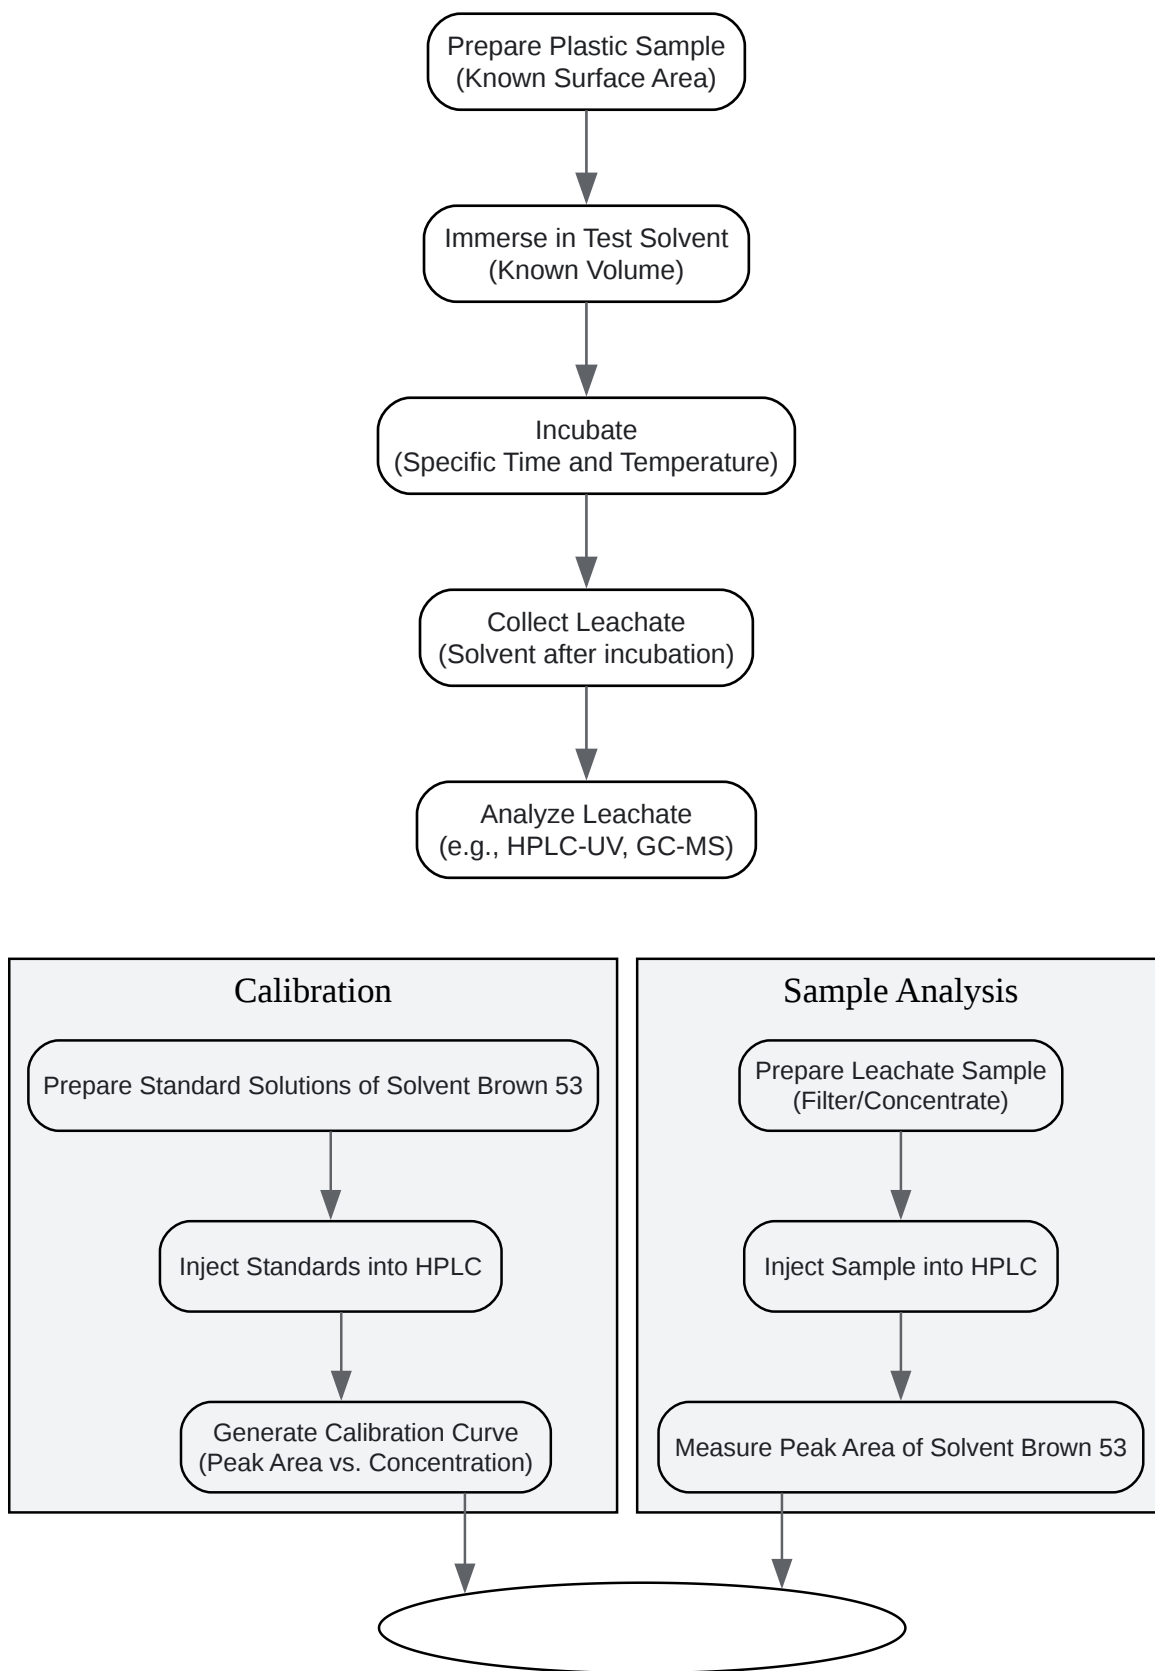 Prepare Plastic Sample
(Known Surface Area)
Immerse in Test Solvent
(Known Volume)
Incubate
(Specific Time and Temperature)
Collect Leachate
(Solvent after incubation)
Analyze Leachate
(e.g., HPLC-UV, GC-MS)
Calibration
Prepare Standard Solutions of Solvent Brown 53
Inject Standards into HPLC
Generate Calibration Curve
(Peak Area vs. Concentration)
Sample Analysis
Prepare Leachate Sample
(Filter/Concentrate)
Inject Sample into HPLC
Measure Peak Area of Solvent Brown 53